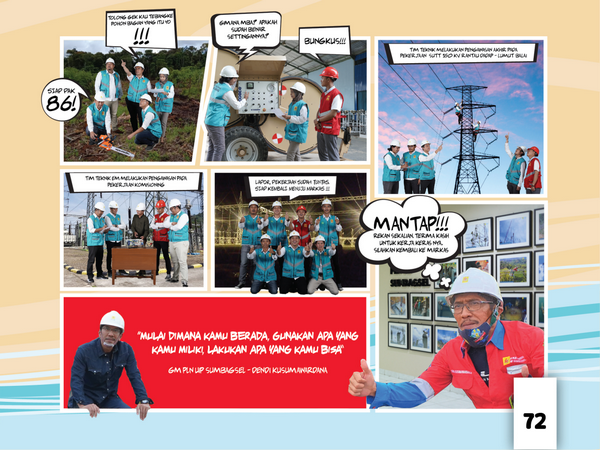 TOLONG GEK KAU TEBANGKE
POHON BAGIAN YANG ITU YO
!!!
SIAP PAK
86!
GMANA MBA? APAKAH
SUDAH BENAR
SETTINGANNYA?
BUNGKUS!!!
TIM TEKNIK MELAKUKAN PENGAWASAN AKHIR PADA
PEKERJAAN SUTT 150 KV RANTAU DADAP - LUMUT BALAI
TIM TEKNIK EM MELAKUKAN PENGAWASAN PADA
PEKERJAAN KOMISIONING
LAPOR, PEKERJAAN SUDAH TUNTAS,
SIAP KEMBALI MENUJU MARKAS !!!
MANTAP!!!
REKAN SEKALIAN. TERIMA KASIH
UNTUK KERJA KERAS NYA,
SILAHKAN KEMBALI KE MARKAS
SUMBAGSEL
"MULAI DIMANA KAMU BERADA, GUNAKAN APA YANG
KAMU MILIKI, LAKUKAN APA YANG KAMU BISA"
GM PLN UIP SUMBAGSEL - DENDI KUSUMAWARDANA
72